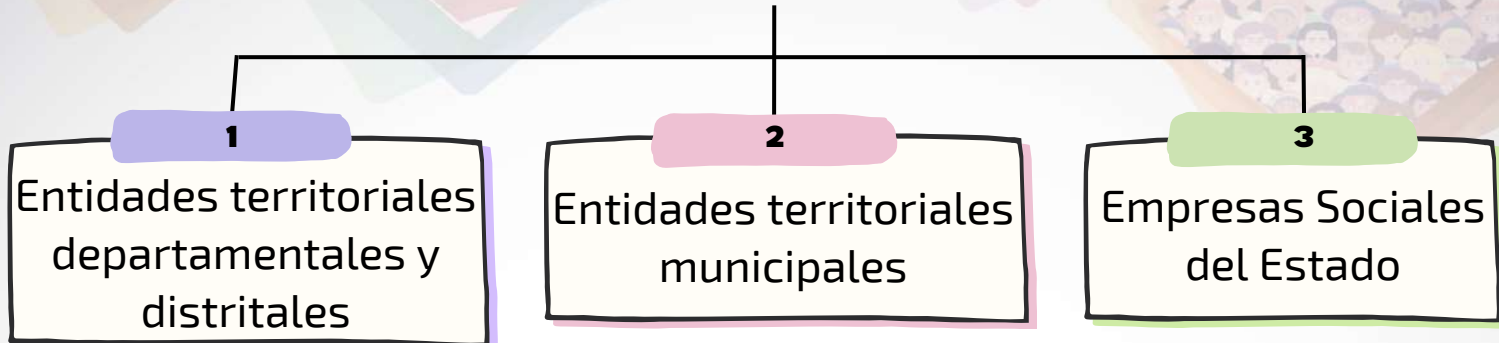 1
Entidades territoriales
departamentales y
distritales
2
Entidades territoriales
municipales
3
Empresas Sociales
del Estado